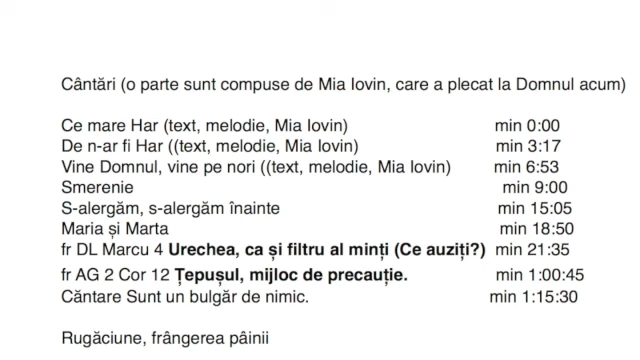 Cântări (o parte sunt compuse de Mia Iovin, care a plecat la Domnul acum)
Ce mare Har (text, melodie, Mia Iovin) min 0:00
De n-ar fi Har ((text, melodie, Mia Iovin) min 3:17
Vine Domnul, vine pe nori ((text, melodie, Mia Iovin) min 6:53
Smerenie min 9:00
S-alergăm, s-alergăm înainte min 15:05
Maria și Marta min 18:50
fr DL Marcu 4 Urechea, ca și filtru al minți (Ce auziți?) min 21:35
fr AG 2 Cor 12 Țepușul, mijloc de precauție. min 1:00:45
Căntare Sunt un bulgăr de nimic. min 1:15:30
Rugăciune, frângerea pâinii